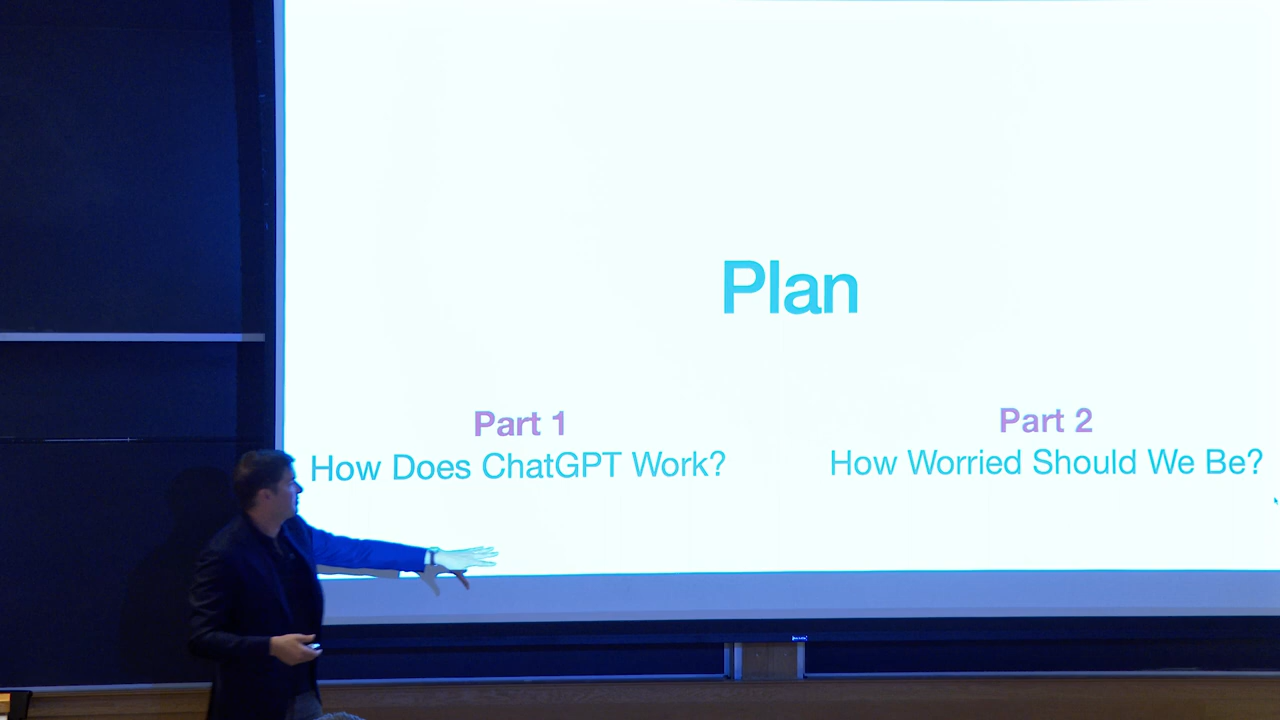 Plan
Part 1
How Does ChatGPT Work?
Part 2
How Worried Should We Be?